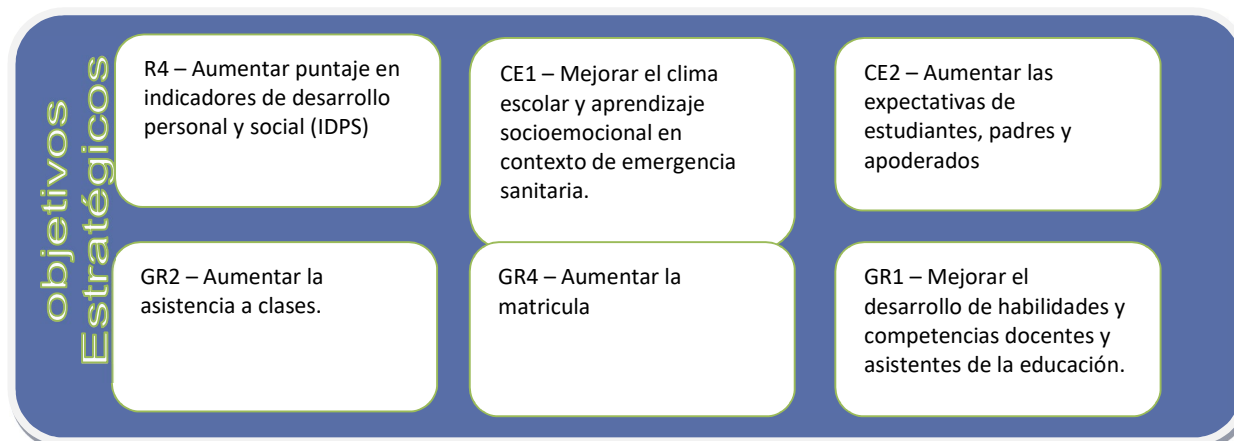 objetivos
Estratégicos
R4 – Aumentar puntaje en
indicadores de desarrollo
personal y social (IDPS)
CE1 – Mejorar el clima
escolar y aprendizaje
socioemocional en
contexto de emergencia
sanitaria.
CE2 – Aumentar las
expectativas de
estudiantes, padres y
apoderados
GR2 – Aumentar la
asistencia a clases.
GR4 – Aumentar la
matricula
GR1 – Mejorar el
desarrollo de habilidades y
competencias docentes y
asistentes de la educación.